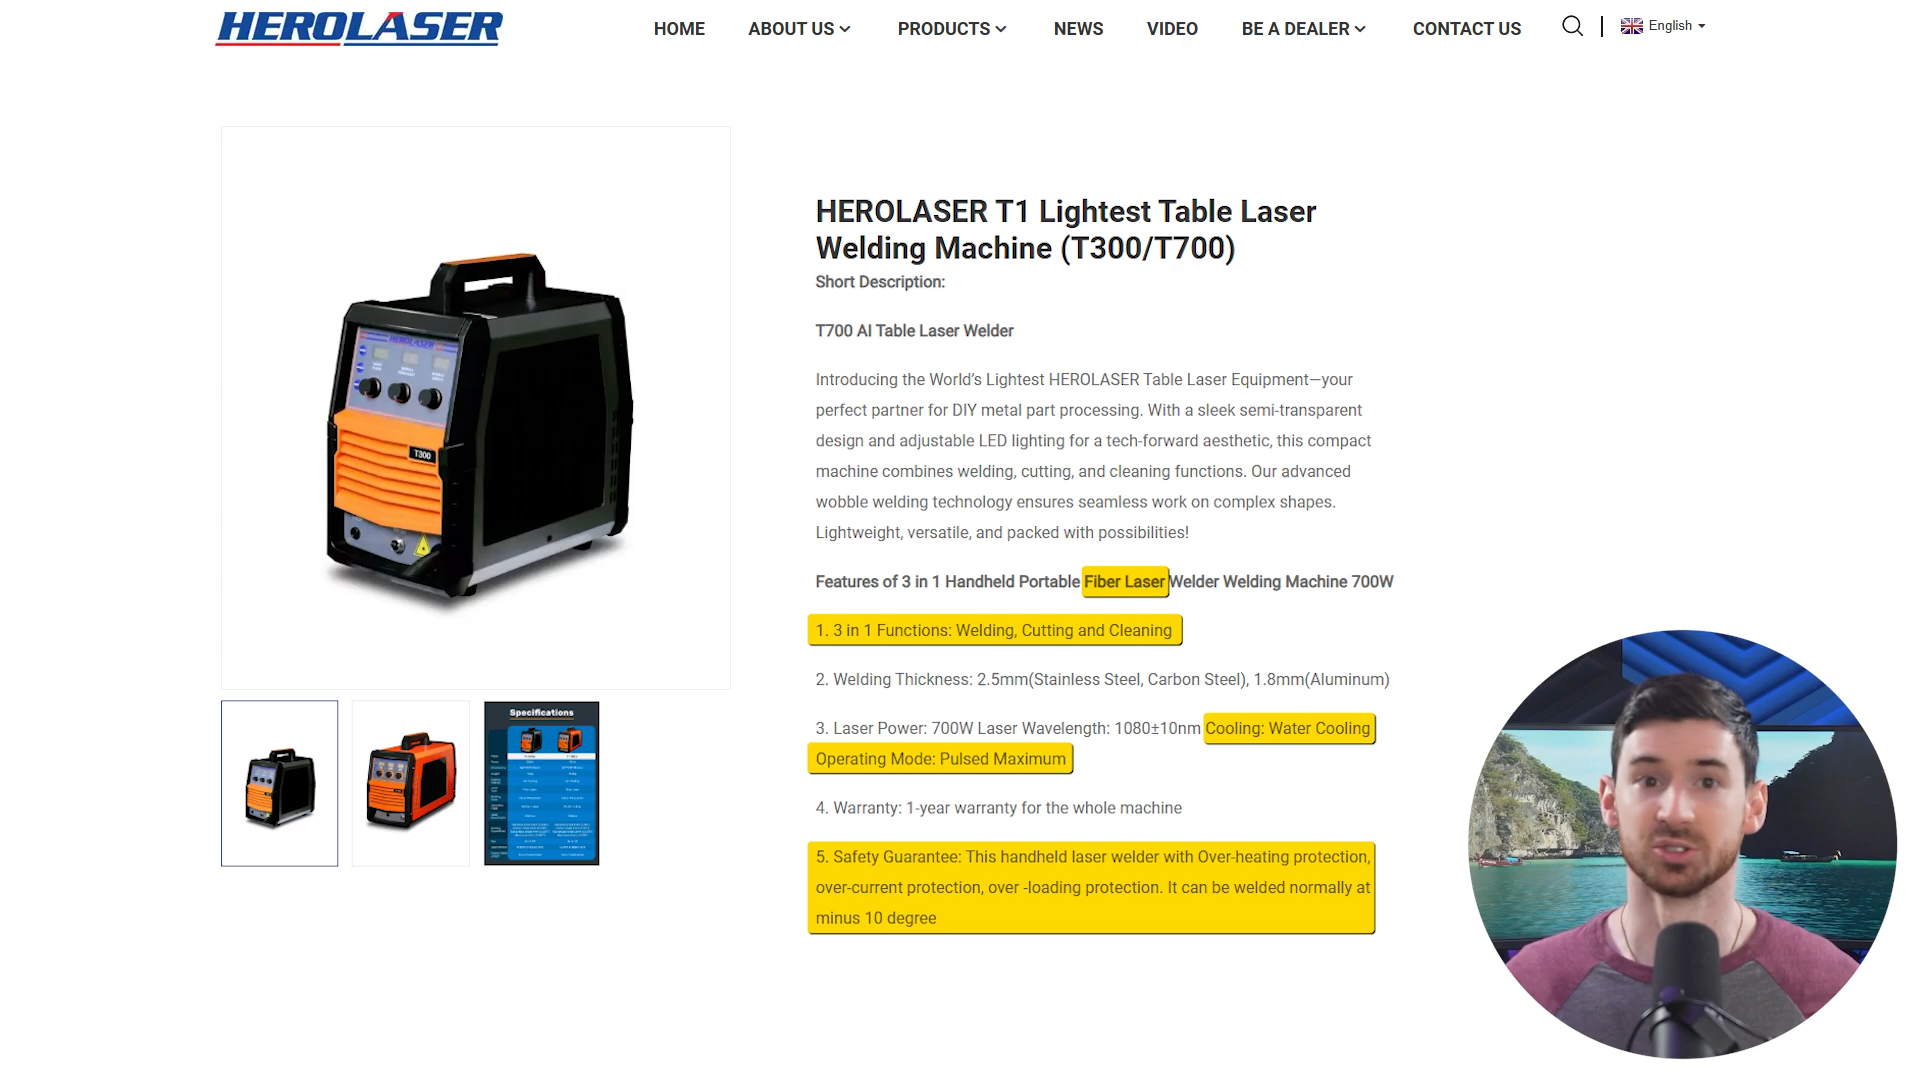 HEROLASER
HOME
ABOUT US
PRODUCTS
NEWS
VIDEO
BE A DEALER
CONTACT US
English
HEROLASER T1 Lightest Table Laser
Welding Machine (T300/T700)
Short Description:
T700 AI Table Laser Welder
Introducing the World's Lightest HEROLASER Table Laser Equipment—your
perfect partner for DIY metal part processing. With a sleek semi-transparent
design and adjustable LED lighting for a tech-forward aesthetic, this compact
machine combines welding, cutting, and cleaning functions. Our advanced
wobble welding technology ensures seamless work on complex shapes.
Lightweight, versatile, and packed with possibilities!
Features of 3 in 1 Handheld Portable Fiber Laser Welder Welding Machine 700W
1. 3 in 1 Functions: Welding, Cutting and Cleaning
2. Welding Thickness: 2.5mm(Stainless Steel, Carbon Steel), 1.8mm(Aluminum)
3. Laser Power: 700W Laser Wavelength: 1080±10nm Cooling: Water Cooling
Operating Mode: Pulsed Maximum
4. Warranty: 1-year warranty for the whole machine
5. Safety Guarantee: This handheld laser welder with Over-heating protection,
over-current protection, over -loading protection. It can be welded normally at
minus 10 degree
HEROLASER
T300
Specifications